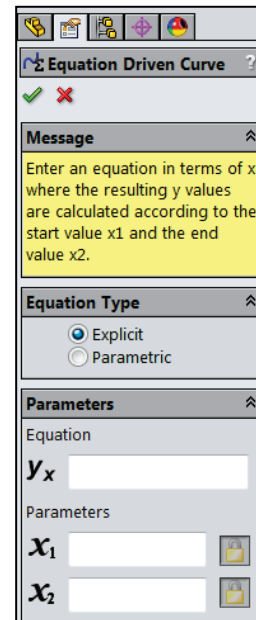 Equation Driven Curve ?
Message
Enter an equation in terms of x
where the resulting y values
are calculated according to the
start value x1 and the end
value x2.
Equation Type
Explicit
Parametric
Parameters
Equation
yx
Parameters
x1
x2